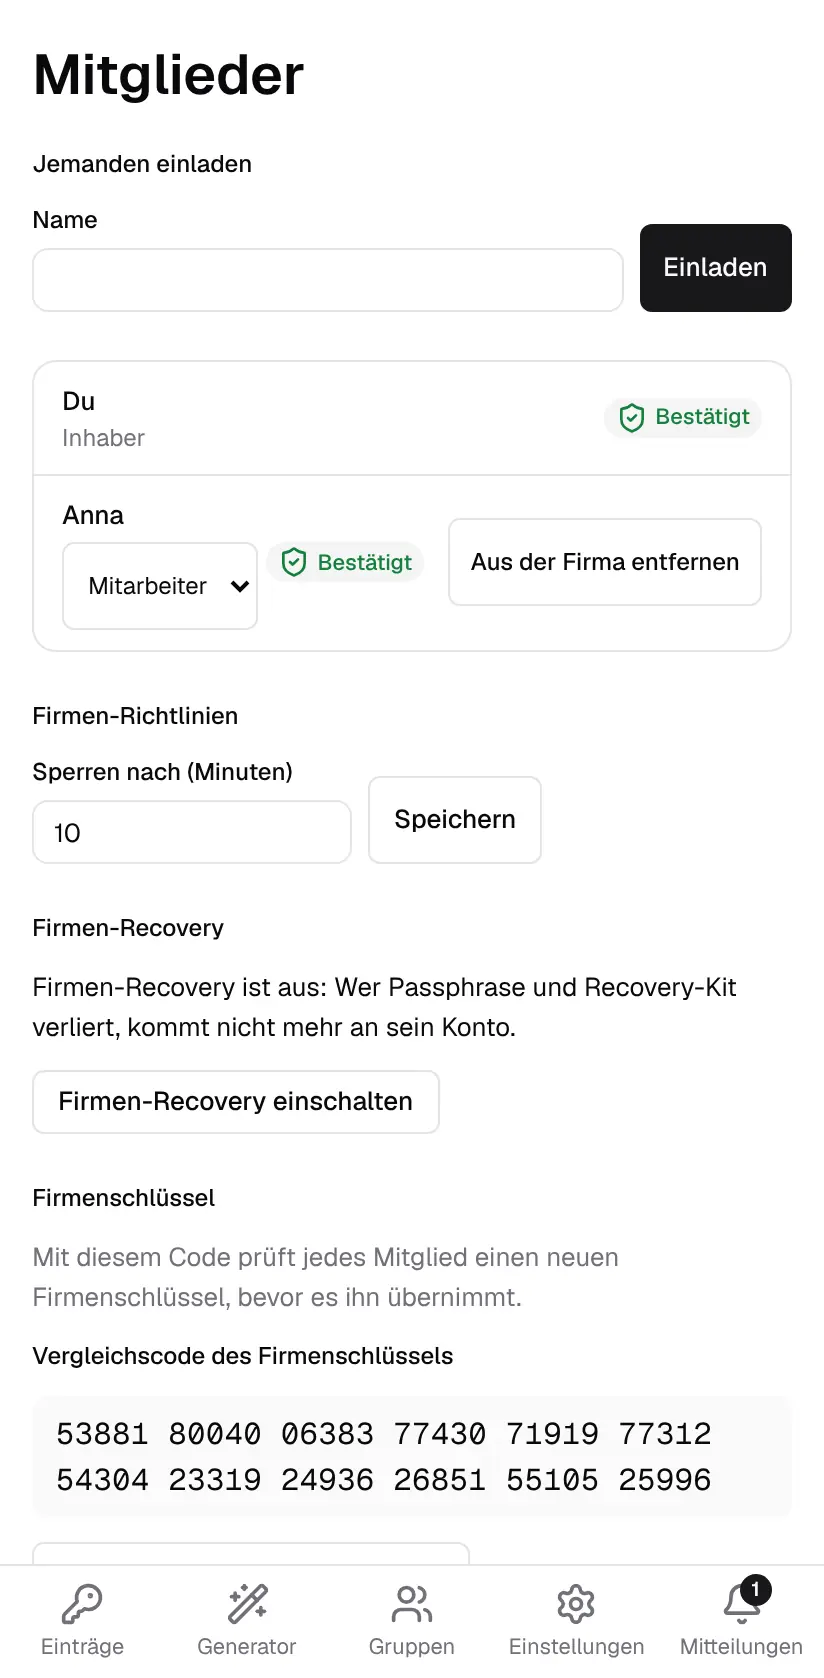 Mitglieder
Jemanden einladen
Name
Einladen
Du
Inhaber
Bestätigt
Anna
Mitarbeiter
Bestätigt
Aus der Firma entfernen
Firmen-Richtlinien
Sperren nach (Minuten)
10
Speichern
Firmen-Recovery
Firmen-Recovery ist aus: Wer Passphrase und Recovery-Kit
verliert, kommt nicht mehr an sein Konto.
Firmen-Recovery einschalten
Firmenschlüssel
Mit diesem Code prüft jedes Mitglied einen neuen
Firmenschlüssel, bevor es ihn übernimmt.
Vergleichscode des Firmenschlüssels
53881 80040 06383 77430 71919 77312
54304 23319 24936 26851 55105 25996
1
Einträge
Generator
Gruppen
Einstellungen
Mitteilungen